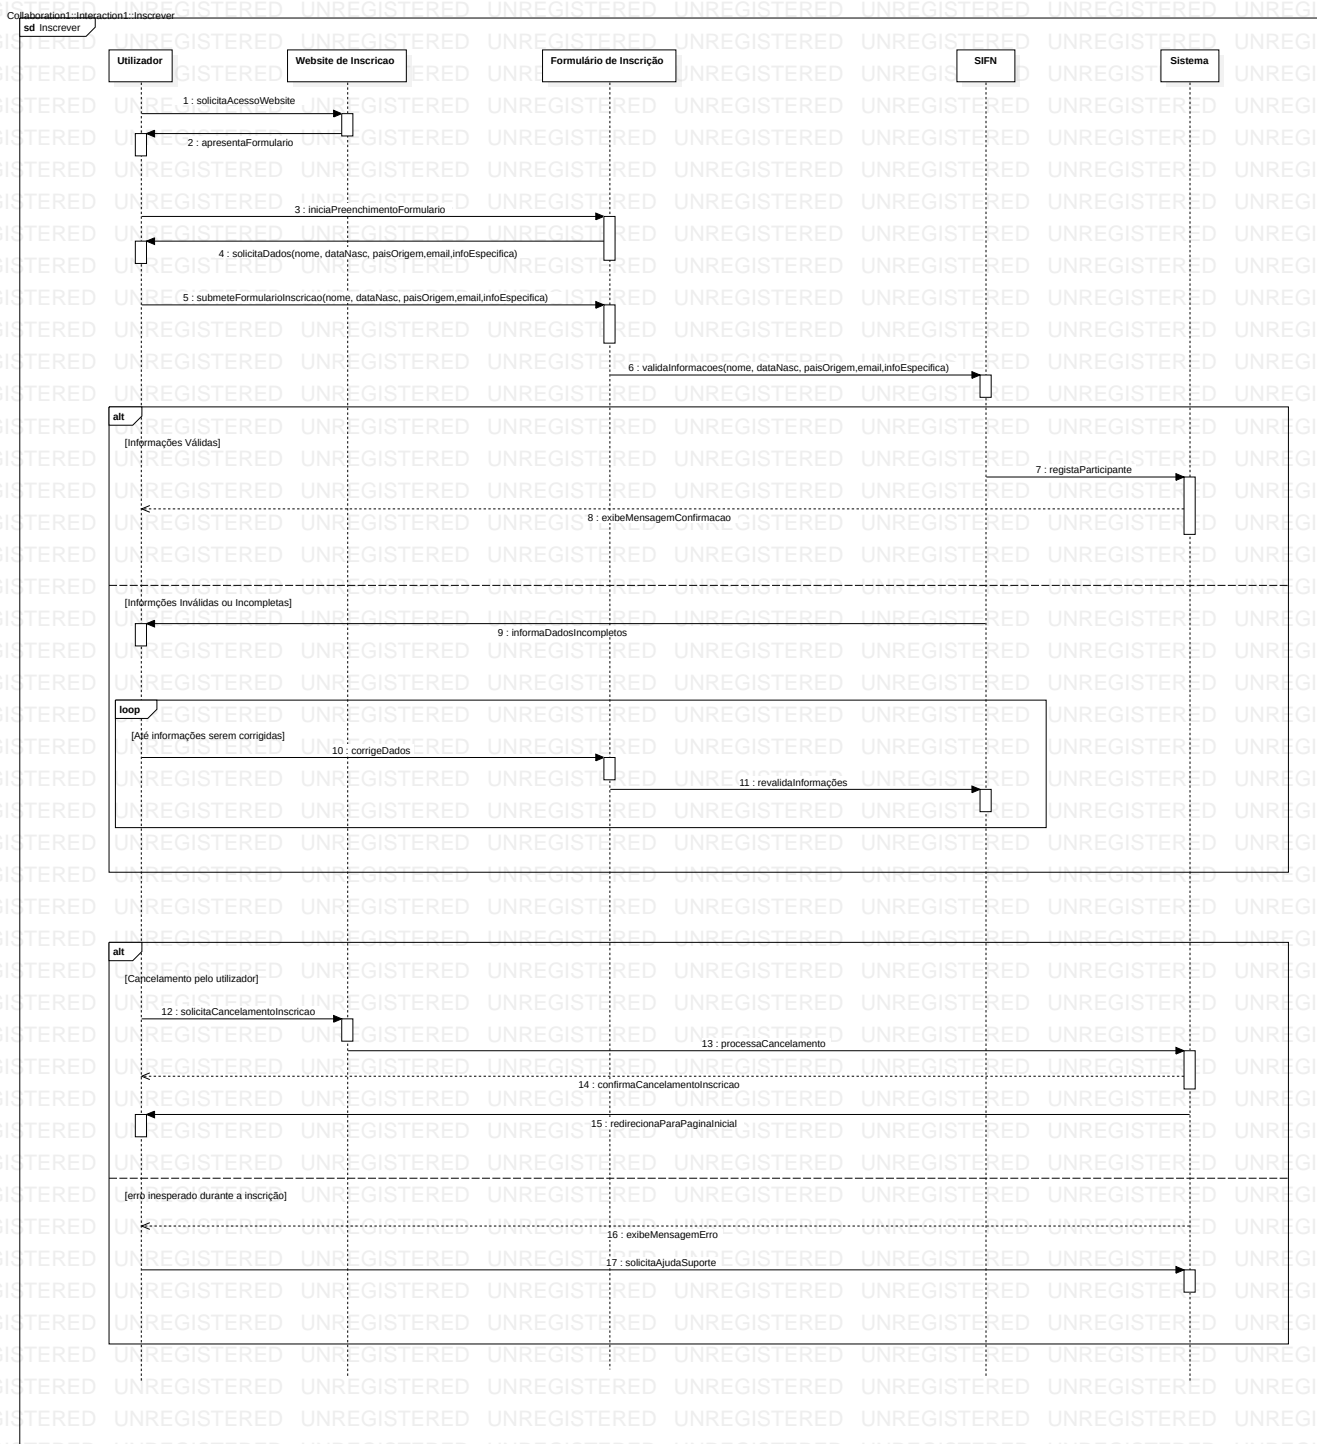 Collaboration1::Interaction1::Inscrever
sd Inscrever
Utilizador
Website de Inscricao
Formulário de Inscrição
SIFN
Sistema
1 : solicitaAcessoWebsite
2 : apresentaFormulario
3 : iniciaPreenchimentoFormulario
4 : solicitaDados(nome, dataNasc, paisOrigem,email,infoEspecifica)
5 : submeteFormularioInscricao(nome, dataNasc, paisOrigem,email,infoEspecifica)
6 : validaInformacoes(nome, dataNasc, paisOrigem,email,infoEspecifica)
alt
[Informações Válidas]
7 : registaParticipante
8 : exibeMensagemConfirmacao
[Informções Inválidas ou Incompletas]
9 : informaDadosIncompletos
loop
[Até informações serem corrigidas]
10 : corrigeDados
11 : revalidaInformações
alt
[Cancelamento pelo utilizador]
12 : solicitaCancelamentoInscricao
13 : processaCancelamento
14 : confirmaCancelamentoInscricao
15 : redirecionaParaPaginaInicial
[erro inesperado durante a inscrição]
16 : exibeMensagemErro
17 : solicitaAjudaSuporte